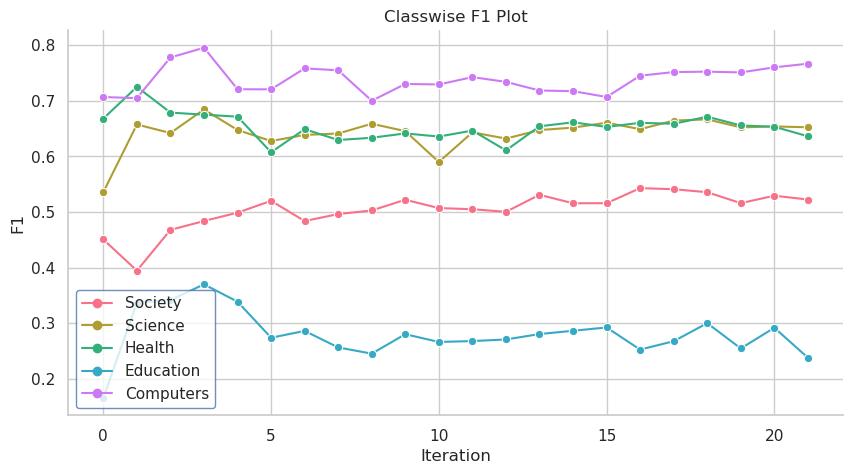 Classwise F1 Plot
0.8
0.7
0.6
0.5
0.4
0.3
0.2
F1
Society
Science
Health
Education
Computers
0 5 10 15 20
Iteration